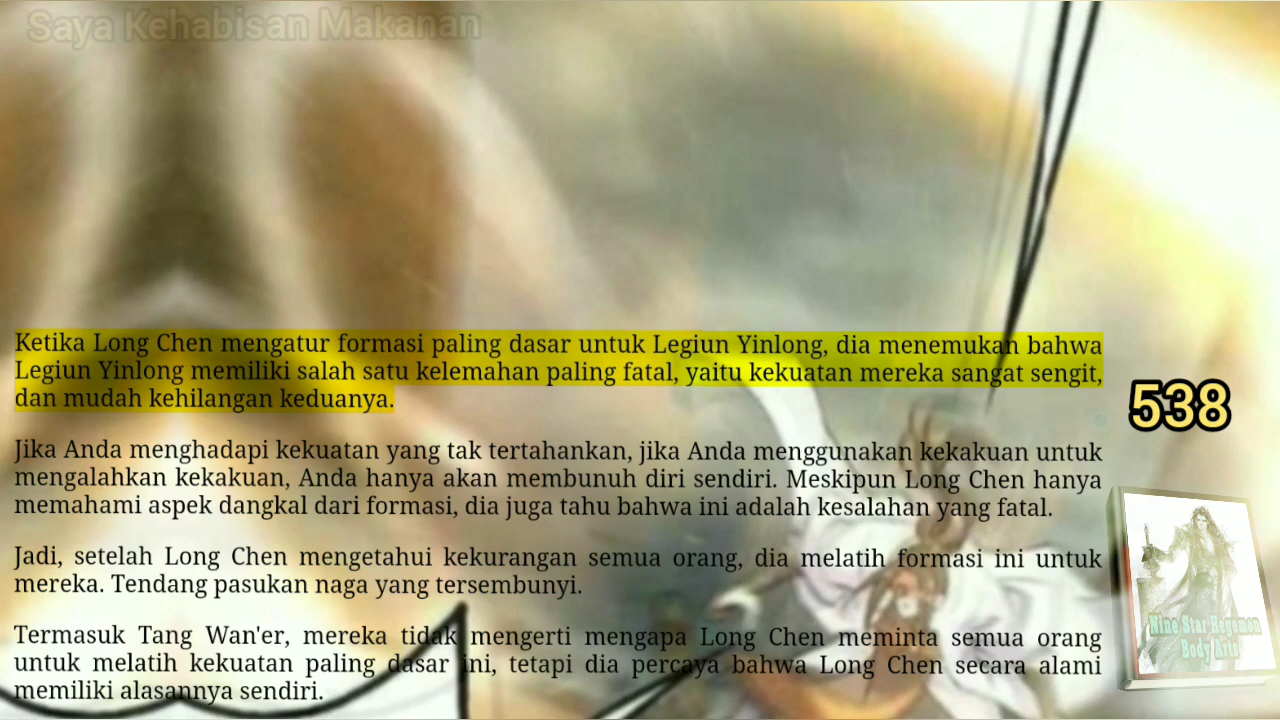 Saya Kehabisan Makanan
Ketika Long Chen mengatur formasi paling dasar untuk Legiun Yinlong, dia menemukan bahwa
Legiun Yinlong memiliki salah satu kelemahan paling fatal, yaitu kekuatan mereka sangat sengit,
dan mudah kehilangan keduanya.
538
Jika Anda menghadapi kekuatan yang tak tertahankan, jika Anda menggunakan kekakuan untuk
mengalahkan kekakuan, Anda hanya akan membunuh diri sendiri. Meskipun Long Chen hanya
memahami aspek dangkal dari formasi, dia juga tahu bahwa ini adalah kesalahan yang fatal.
Jadi, setelah Long Chen mengetahui kekurangan semua orang, dia melatih formasi ini untuk
mereka. Tendang pasukan naga yang tersembunyi.
Termasuk Tang Wan'er, mereka tidak mengerti mengapa Long Chen meminta semua orang
untuk melatih kekuatan paling dasar ini, tetapi dia percaya bahwa Long Chen secara alami
memiliki alasannya sendiri.
Nine Star Hegemon
Body Arts